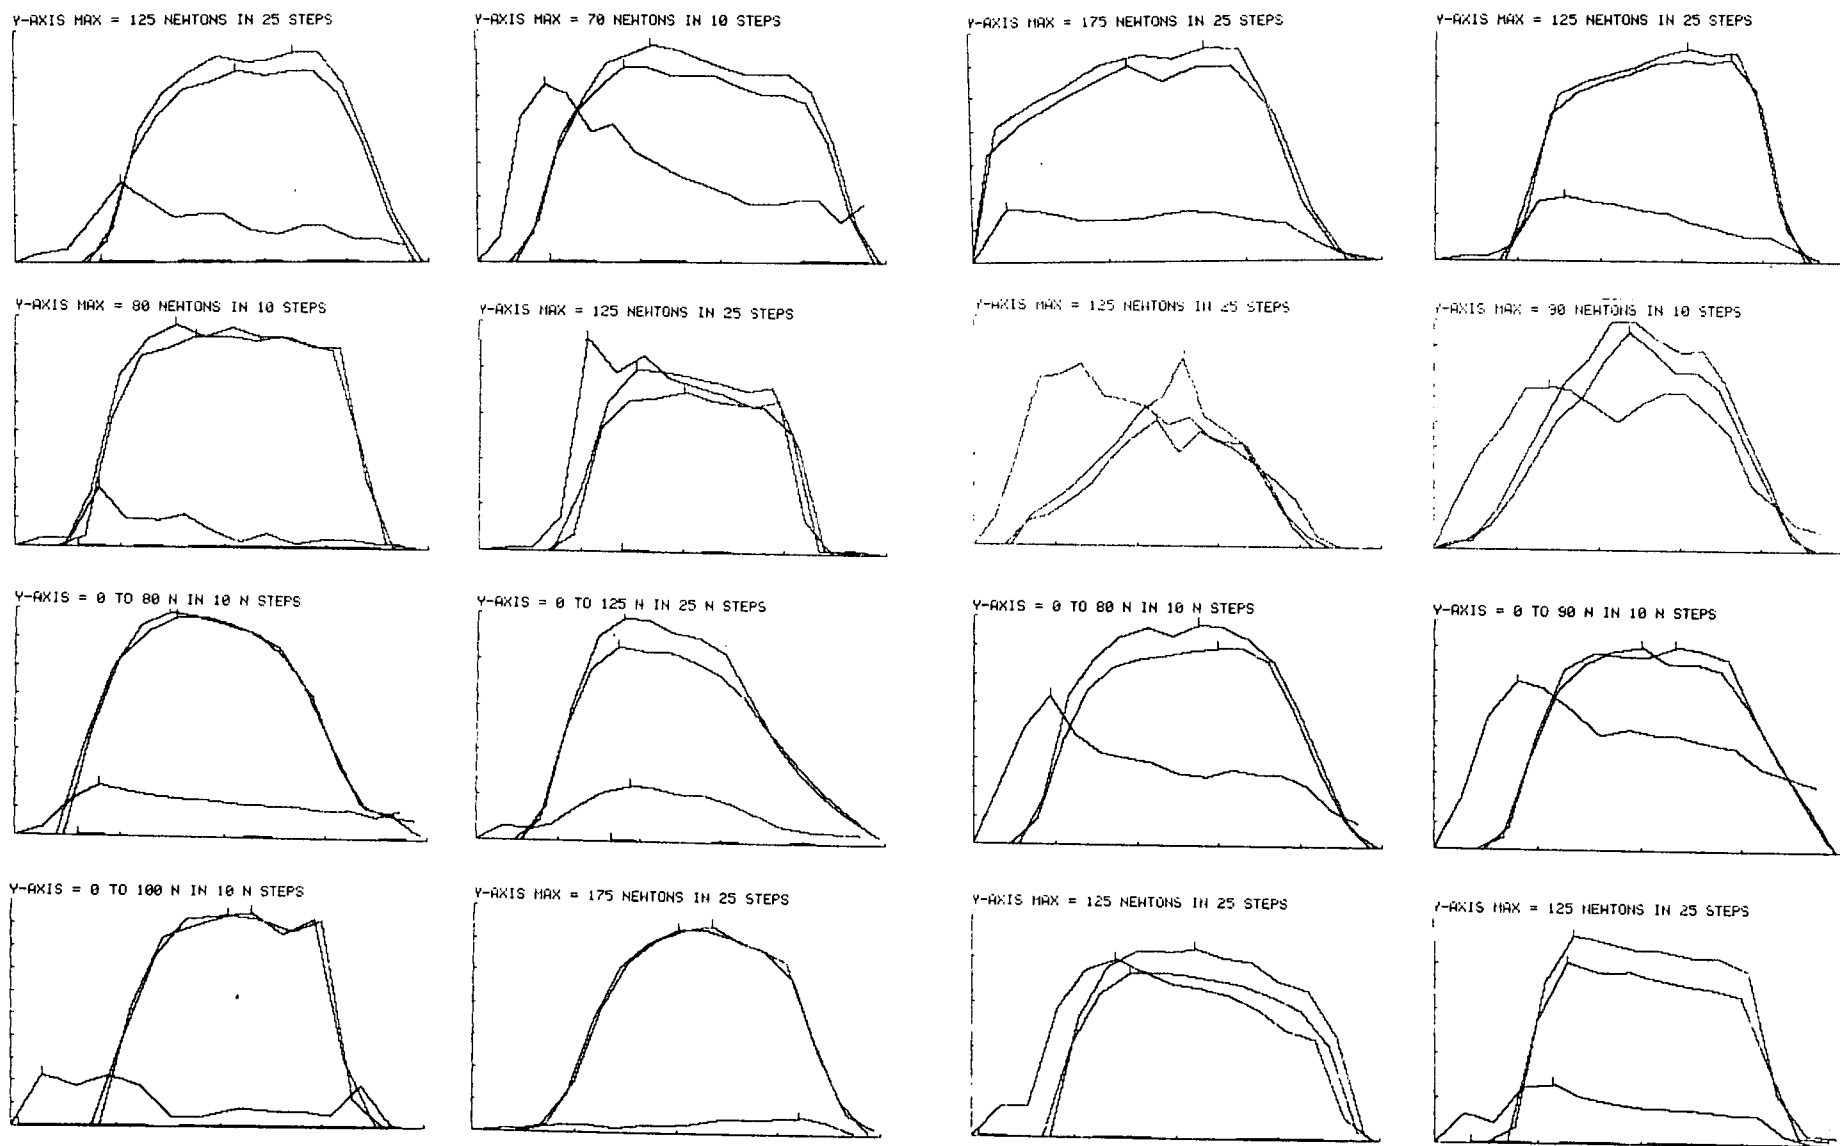 Y-AXIS MAX = 125 NEWTONS IN 25 STEPS
Y-AXIS MAX = 70 NEWTONS IN 10 STEPS
Y-AXIS MAX = 175 NEWTONS IN 25 STEPS
Y-AXIS MAX = 125 NEWTONS IN 25 STEPS
Y-AXIS MAX = 80 NEWTONS IN 10 STEPS
Y-AXIS MAX = 125 NEWTONS IN 25 STEPS
Y-AXIS MAX = 125 NEWTONS IN 25 STEPS
Y-AXIS MAX = 90 NEWTONS IN 10 STEPS
Y-AXIS = 0 TO 80 N IN 10 N STEPS
Y-AXIS = 0 TO 125 N IN 25 N STEPS
Y-AXIS = 0 TO 80 N IN 10 N STEPS
Y-AXIS = 0 TO 90 N IN 10 N STEPS
Y-AXIS = 0 TO 100 N IN 10 N STEPS
Y-AXIS MAX = 175 NEWTONS IN 25 STEPS
Y-AXIS MAX = 125 NEWTONS IN 25 STEPS
Y-AXIS MAX = 125 NEWTONS IN 25 STEPS